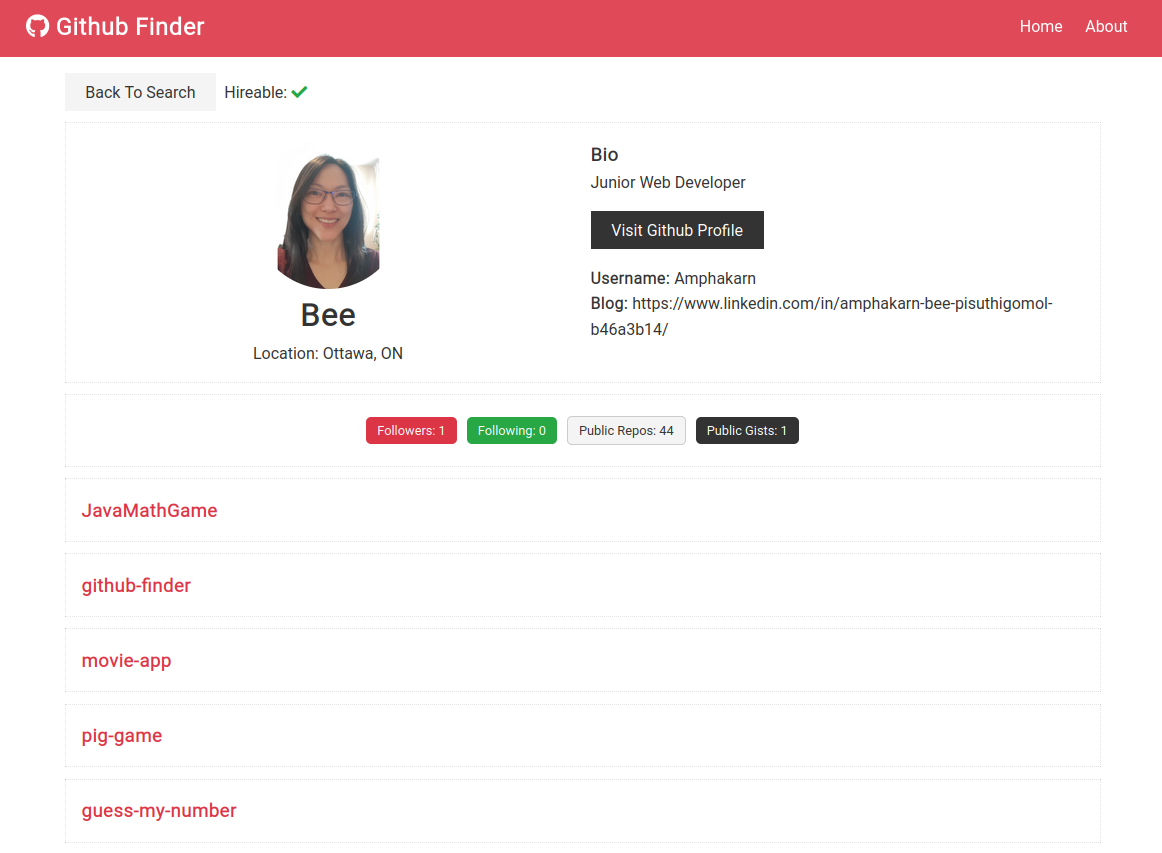 Github Finder
Home About
Back To Search Hireable:
Bio
Junior Web Developer
Visit Github Profile
Username: Amphakarn
Blog: https://www.linkedin.com/in/amphakarn-bee-pisuthigomol-
b46a3b14/
Bee
Location: Ottawa, ON
Followers: 1 Following: 0 Public Repos: 44 Public Gists: 1
JavaMathGame
github-finder
movie-app
pig-game
guess-my-number